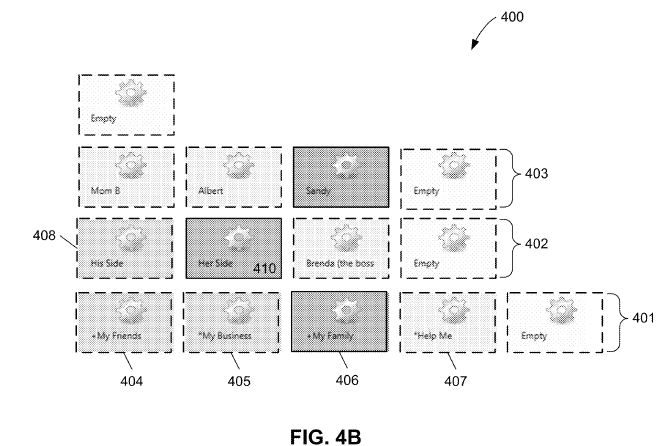 400
Empty
Mom B
Albert
Sandy
Empty
403
408
His Side
Her Side
410
Brenda (the boss
Empty
402
+My Friends
*My Business
+My Family
*Help Me
Empty
401
404
405
406
407
FIG. 4B